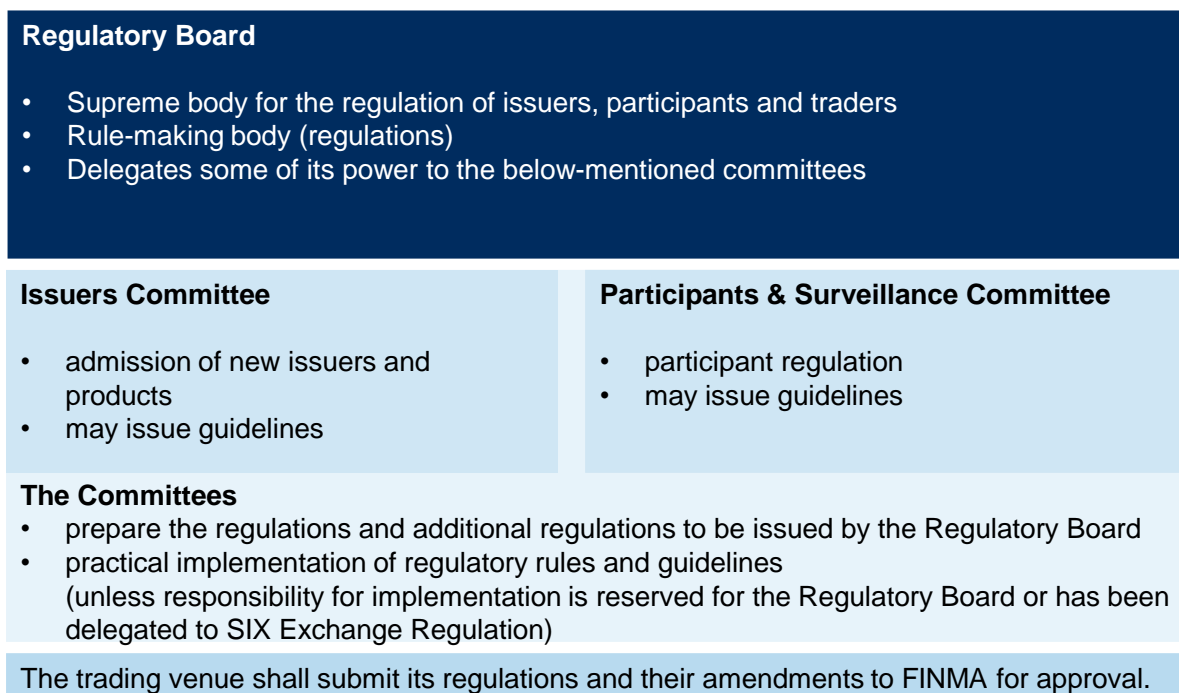 Regulatory Board
• Supreme body for the regulation of issuers, participants and traders
• Rule-making body (regulations)
• Delegates some of its power to the below-mentioned committees
Issuers Committee
• admission of new issuers and
products
• may issue guidelines
Participants & Surveillance Committee
• participant regulation
• may issue guidelines
The Committees
• prepare the regulations and additional regulations to be issued by the Regulatory Board
• practical implementation of regulatory rules and guidelines
(unless responsibility for implementation is reserved for the Regulatory Board or has been
delegated to SIX Exchange Regulation)
The trading venue shall submit its regulations and their amendments to FINMA for approval.